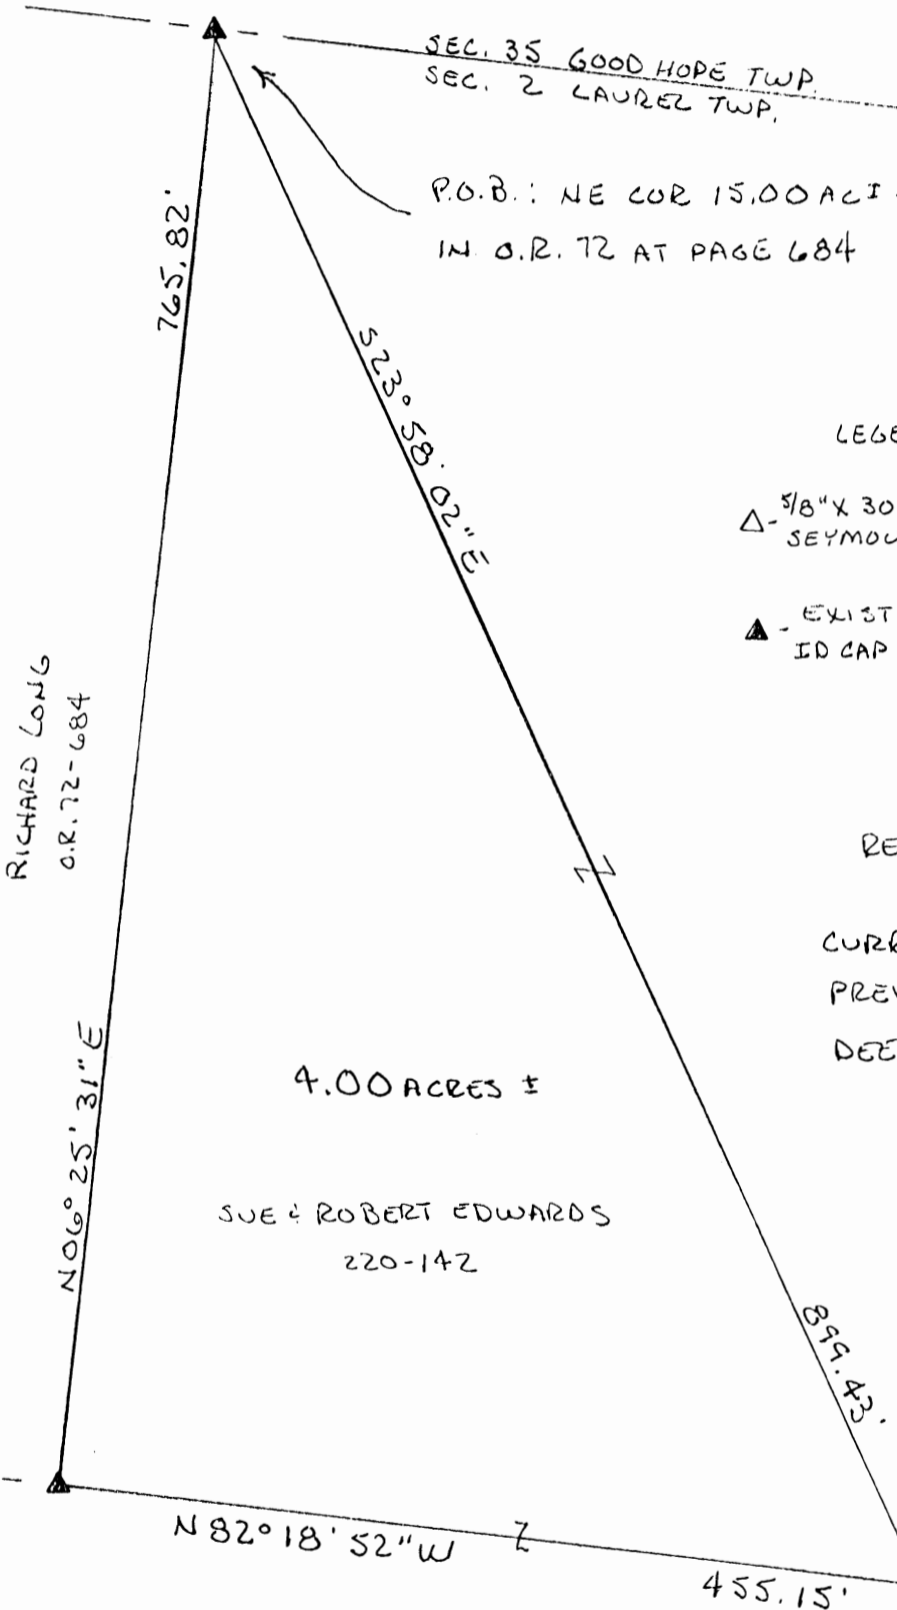 SEC. 35 GOOD HOPE TWP.
SEC. 2 LAUREL TWP.
P.O.B.: NE COR 15.00 AC±
IN O.R. 72 AT PAGE 684
765.82'
S23° 58' 02" E
LEGE
△- 5/8" X 30
SEYMOU
▲ - EXIST
ID CAP
RICHARD LONG
O.R. 72-684
RE
CURR
PREV
DEE
N06° 25' 31" E
4.00 ACRES ±
SUE & ROBERT EDWARDS
220-142
899.43'
N 82° 18' 52" W
455.15'